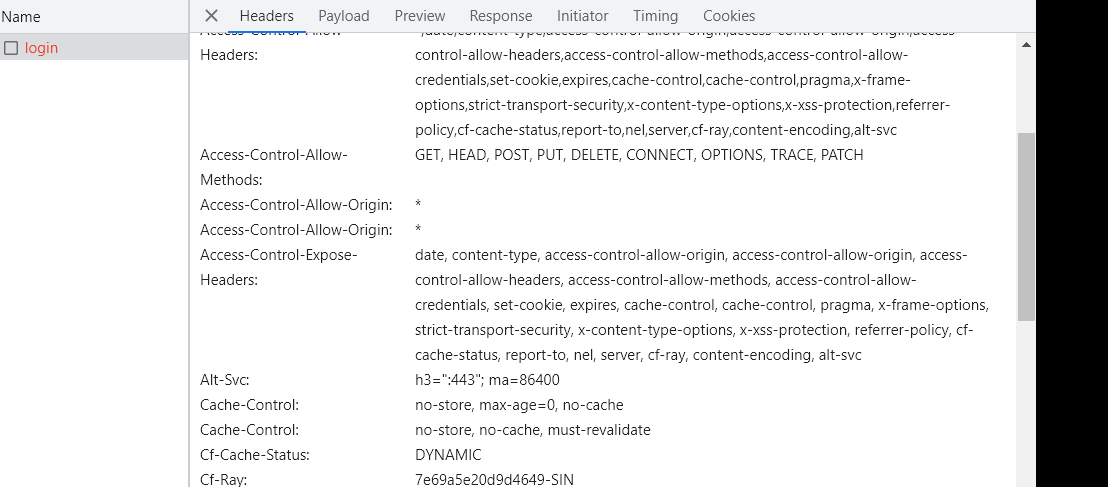 Name
Headers Payload Preview Response Initiator Timing Cookies
login
Access-Control-Allow- *,date,content-type,access-control-allow-origin,access-control-allow-origin,access-
Headers: control-allow-headers,access-control-allow-methods,access-control-allow-
credentials,set-cookie,expires,cache-control,cache-control,pragma,x-frame-
options,strict-transport-security,x-content-type-options,x-xss-protection,referrer-
policy,cf-cache-status,report-to,nel,server,cf-ray,content-encoding,alt-svc
Access-Control-Allow- GET, HEAD, POST, PUT, DELETE, CONNECT, OPTIONS, TRACE, PATCH
Methods:
Access-Control-Allow-Origin: *
Access-Control-Allow-Origin: *
Access-Control-Expose- date, content-type, access-control-allow-origin, access-control-allow-origin, access-
Headers: control-allow-headers, access-control-allow-methods, access-control-allow-
credentials, set-cookie, expires, cache-control, cache-control, pragma, x-frame-options,
strict-transport-security, x-content-type-options, x-xss-protection, referrer-policy, cf-
cache-status, report-to, nel, server, cf-ray, content-encoding, alt-svc
Alt-Svc: h3=":443"; ma=86400
Cache-Control: no-store, max-age=0, no-cache
Cache-Control: no-store, no-cache, must-revalidate
Cf-Cache-Status: DYNAMIC
Cf-Ray: 7e69a5e20d9d4649-SIN